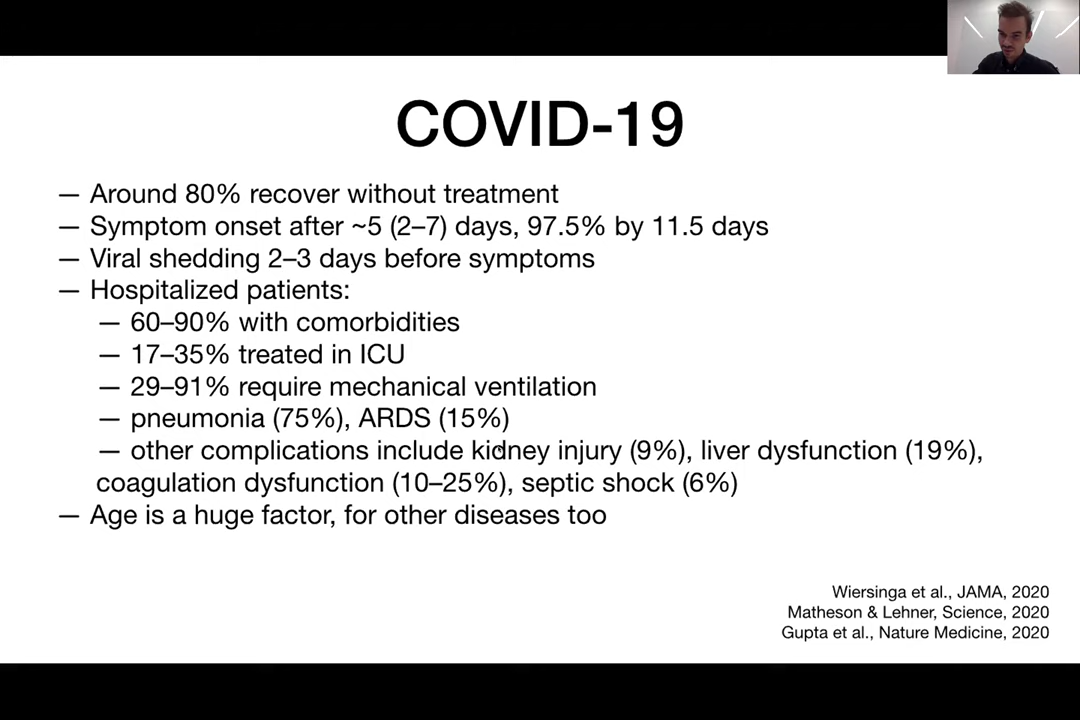 COVID-19
— Around 80% recover without treatment
— Symptom onset after ~5 (2–7) days, 97.5% by 11.5 days
— Viral shedding 2–3 days before symptoms
— Hospitalized patients:
— 60–90% with comorbidities
— 17–35% treated in ICU
— 29–91% require mechanical ventilation
— pneumonia (75%), ARDS (15%)
— other complications include kidney injury (9%), liver dysfunction (19%),
coagulation dysfunction (10–25%), septic shock (6%)
— Age is a huge factor, for other diseases too
Wiersinga et al., JAMA, 2020
Matheson & Lehner, Science, 2020
Gupta et al., Nature Medicine, 2020